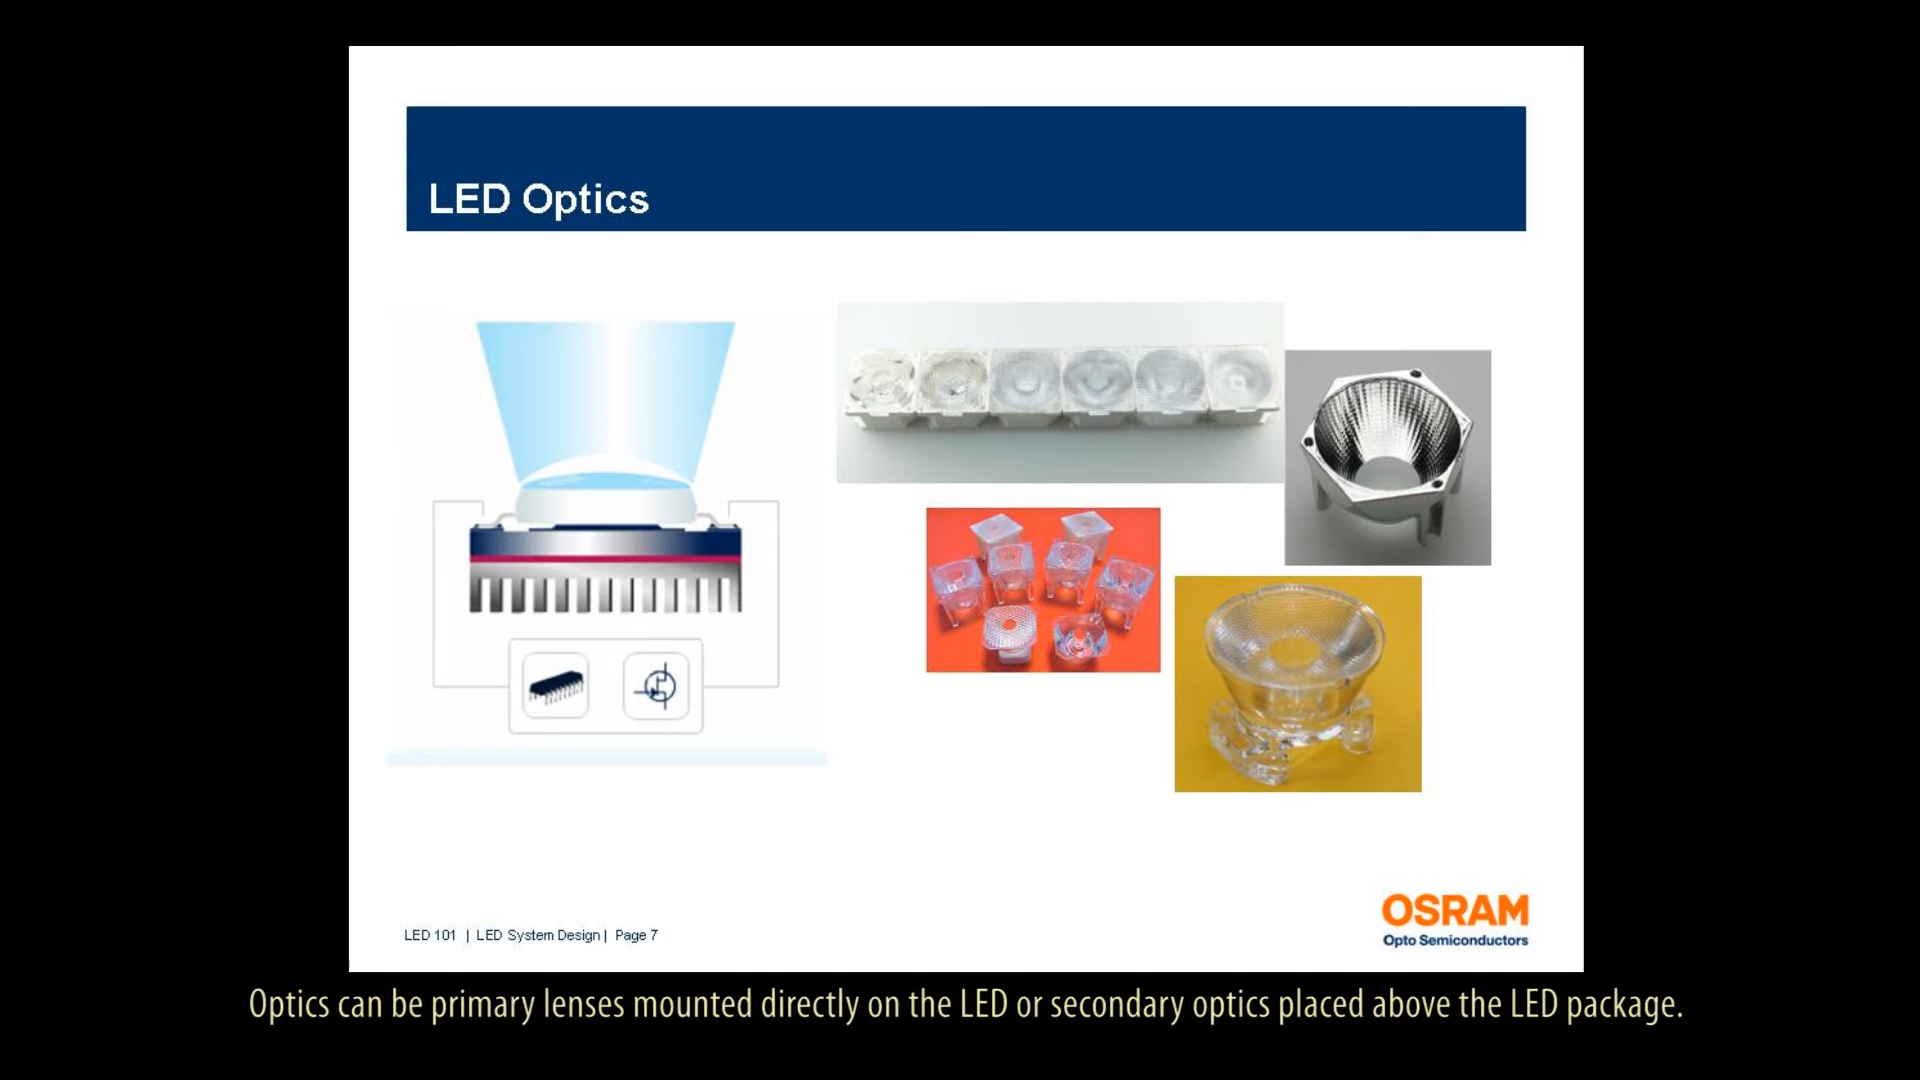 LED Optics
LED 101 | LED System Design | Page 7
OSRAM
Opto Semiconductors
Optics can be primary lenses mounted directly on the LED or secondary optics placed above the LED package.